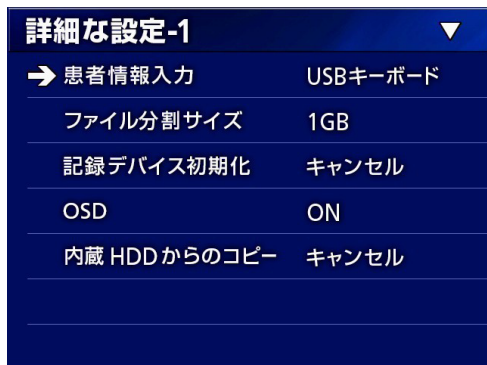 詳細な設定-1 ▼
患者情報入力 USBキーボード
ファイル分割サイズ 1GB
記録デバイス初期化 キャンセル
OSD ON
内蔵 HDDからのコピー キャンセル